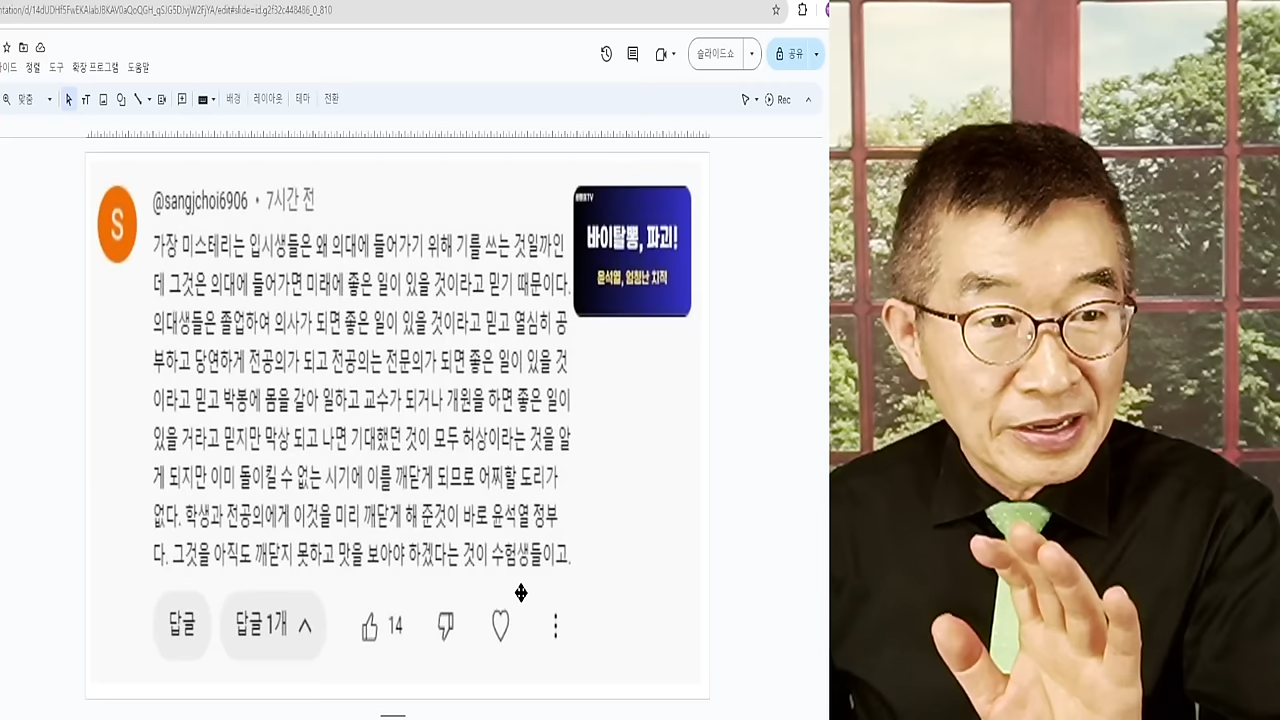 ntation/d/14dUDHf5FwEKAlabJBKAV0aQoQGH_qSJG5DJvjW2FjYA/edit#slide=id.g2f32c448486_0_810
이드 정렬 도구 확장 프로그램 도움말
슬라이드쇼
공유
맞춤
배경 레이아웃 테마 전환
Rec
@sangjchoi6906 • 7시간 전
가장 미스테리는 입시생들은 왜 의대에 들어가기 위해 기를 쓰는 것일까인
데 그것은 의대에 들어가면 미래에 좋은 일이 있을 것이라고 믿기 때문이다.
의대생들은 졸업하여 의사가 되면 좋은 일이 있을 것이라고 믿고 열심히 공
부하고 당연하게 전공의가 되고 전공의는 전문의가 되면 좋은 일이 있을 것
이라고 믿고 박봉에 몸을 갈아 일하고 교수가 되거나 개원을 하면 좋은 일이
있을 거라고 믿지만 막상 되고 나면 기대했던 것이 모두 허상이라는 것을 알
게 되지만 이미 돌이킬 수 없는 시기에 이를 깨닫게 되므로 어찌할 도리가
없다. 학생과 전공의에게 이것을 미리 깨닫게 해 준것이 바로 윤석열 정부
다. 그것을 아직도 깨닫지 못하고 맛을 보아야 하겠다는 것이 수험생들이고.
S
바이탈뽕, 파괴!
윤석열, 엄청난 치적
답글
답글 1개
14